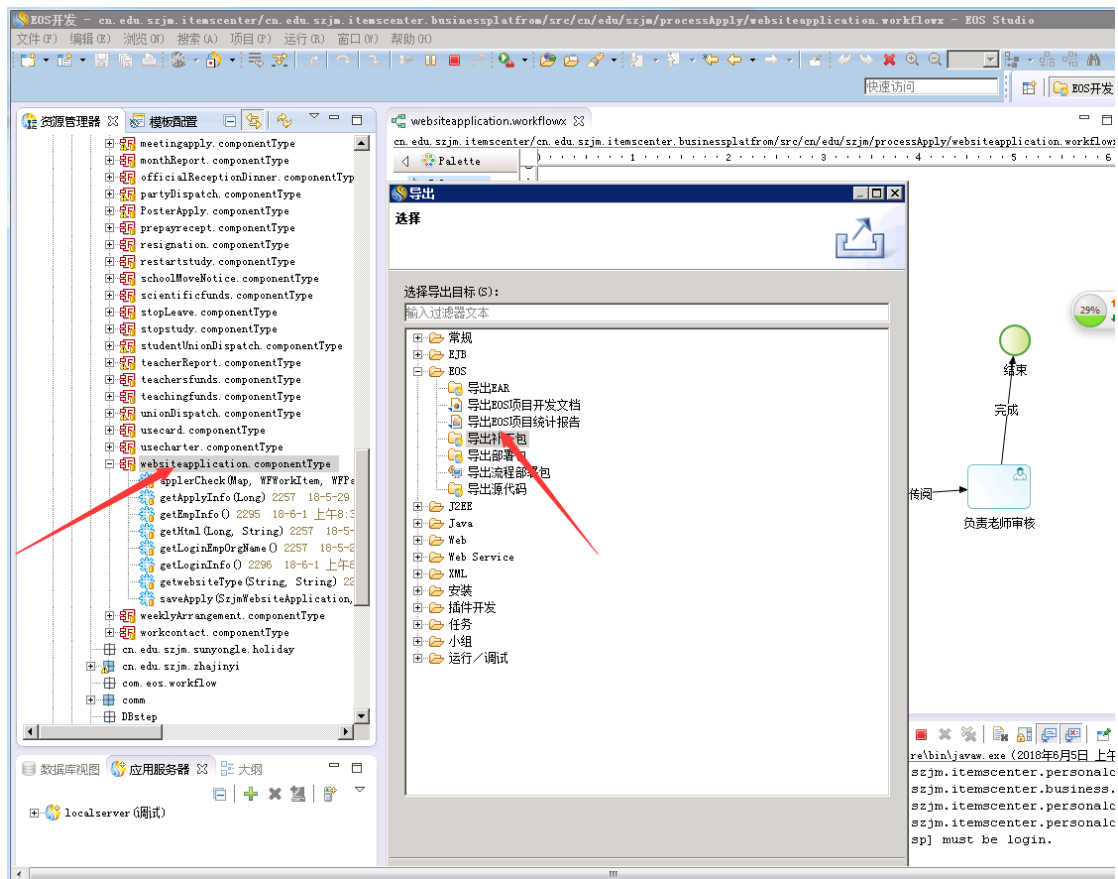 EOS开发 - cn.edu.szjm.itemscenter/cn.edu.szjm.itemscenter.businessplatfrom/src/cn/edu/szjm/processApply/websiteapplication.workflowx - EOS Studio
文件(F) 编辑(E) 浏览(N) 搜索(A) 项目(P) 运行(R) 窗口(W) 帮助(H)
快速访问
EOS开发
资源管理器
模板配置
meetingapply.componentType
monthReport.componentType
officialReceptionDinner.componentTyp
partyDispatch.componentType
PosterApply.componentType
prepayrecept.componentType
resignation.componentType
restartstudy.componentType
schoolMoveNotice.componentType
scientificfunds.componentType
stopLeave.componentType
stopstudy.componentType
studentUnionDispatch.componentType
teacherReport.componentType
teachersfunds.componentType
teachingfunds.componentType
unionDispatch.componentType
usecard.componentType
usecharter.componentType
websiteapplication.componentType
applerCheck(Map, WFWorkItem, WFPa
getApplyInfo(Long) 2257 18-5-29
getEmpInfo() 2295 18-6-1 上午8:3
getHtml(Long, String) 2257 18-5-
getLoginEmpOrgName() 2257 18-5-2
getLoginInfo() 2296 18-6-1 上午8
getwebsiteType(String, String) 22
saveApply(SzjmWebsiteApplication,
weeklyArrangement.componentType
workcontact.componentType
cn.edu.szjm.sunyongle.holiday
cn.edu.szjm.zhajinyi
com.eos.workflow
comm
DBstep
数据库视图
应用服务器
大纲
localserver(调试)
websiteapplication.workflowx
cn.edu.szjm.itemscenter/cn.edu.szjm.itemscenter.businessplatfrom/src/cn/edu/szjm/processApply/websiteapplication.workflowx
Palette
1 2 3 4 5 6
导出
选择
选择导出目标(S):
输入过滤器文本
常规
EJB
EOS
导出EAR
导出EOS项目开发文档
导出EOS项目统计报告
导出补丁包
导出部署包
导出流程部署包
导出源代码
J2EE
Java
Web
Web Service
XML
安装
插件开发
任务
小组
运行／调试
29%
结束
完成
传阅
负责老师审核
re\bin\javaw.exe (2018年6月5日 上午
szjm.itemscenter.personalc
szjm.itemscenter.business.
szjm.itemscenter.personalc
szjm.itemscenter.personalc
sp] must be login.